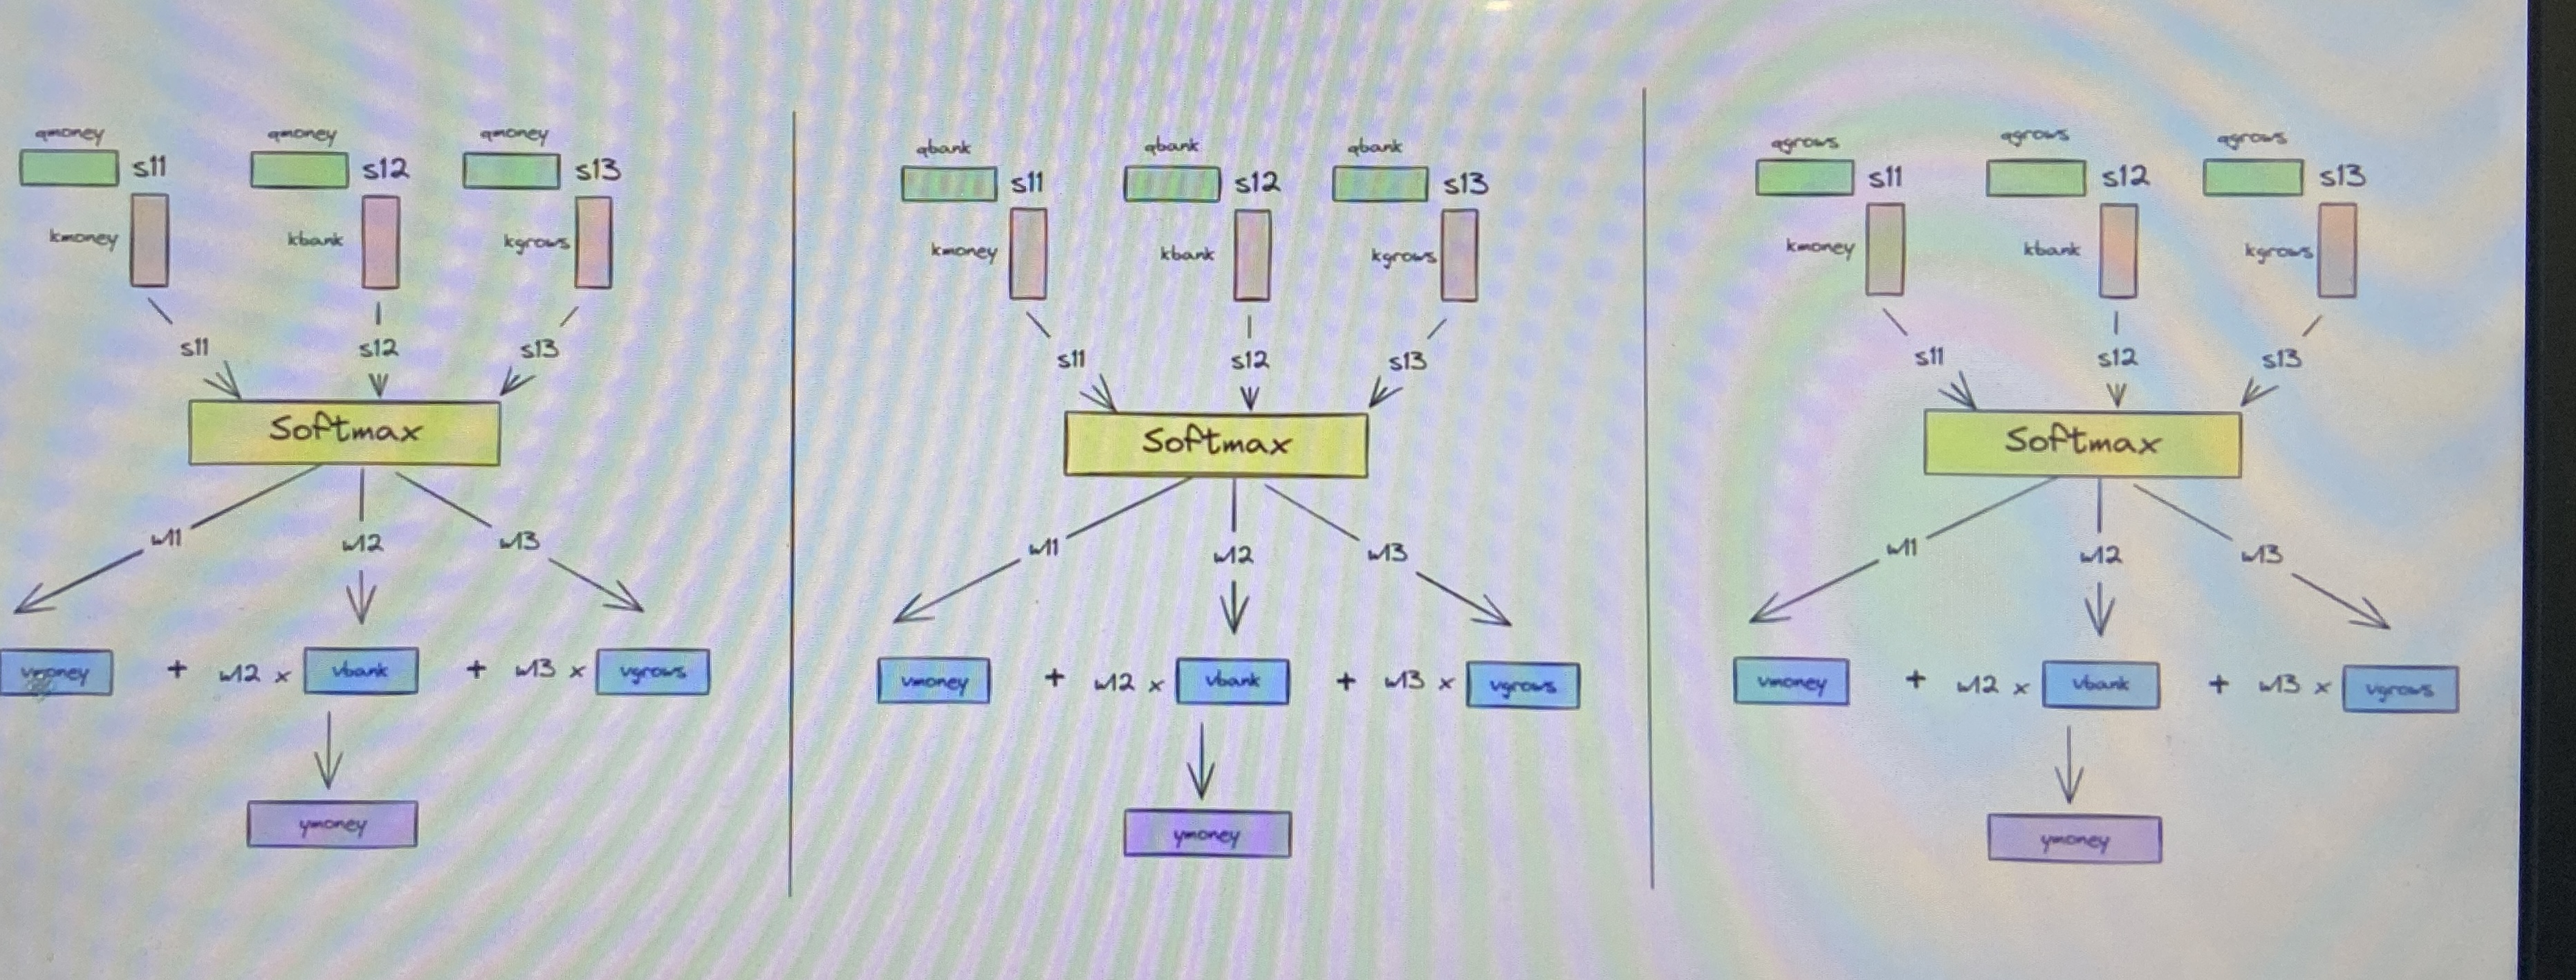 qmoney qmoney qmoney
s11 s12 s13
kmoney kbank kgrows
s11 s12 s13
Softmax
w11 w12 w13
vmoney + w12 x vbank + w13 x vgrows
ymoney
qbank qbank qbank
s11 s12 s13
kmoney kbank kgrows
s11 s12 s13
Softmax
w11 w12 w13
vmoney + w12 x vbank + w13 x vgrows
ymoney
qgrows qgrows qgrows
s11 s12 s13
kmoney kbank kgrows
s11 s12 s13
Softmax
w11 w12 w13
vmoney + w12 x vbank + w13 x vgrows
ymoney